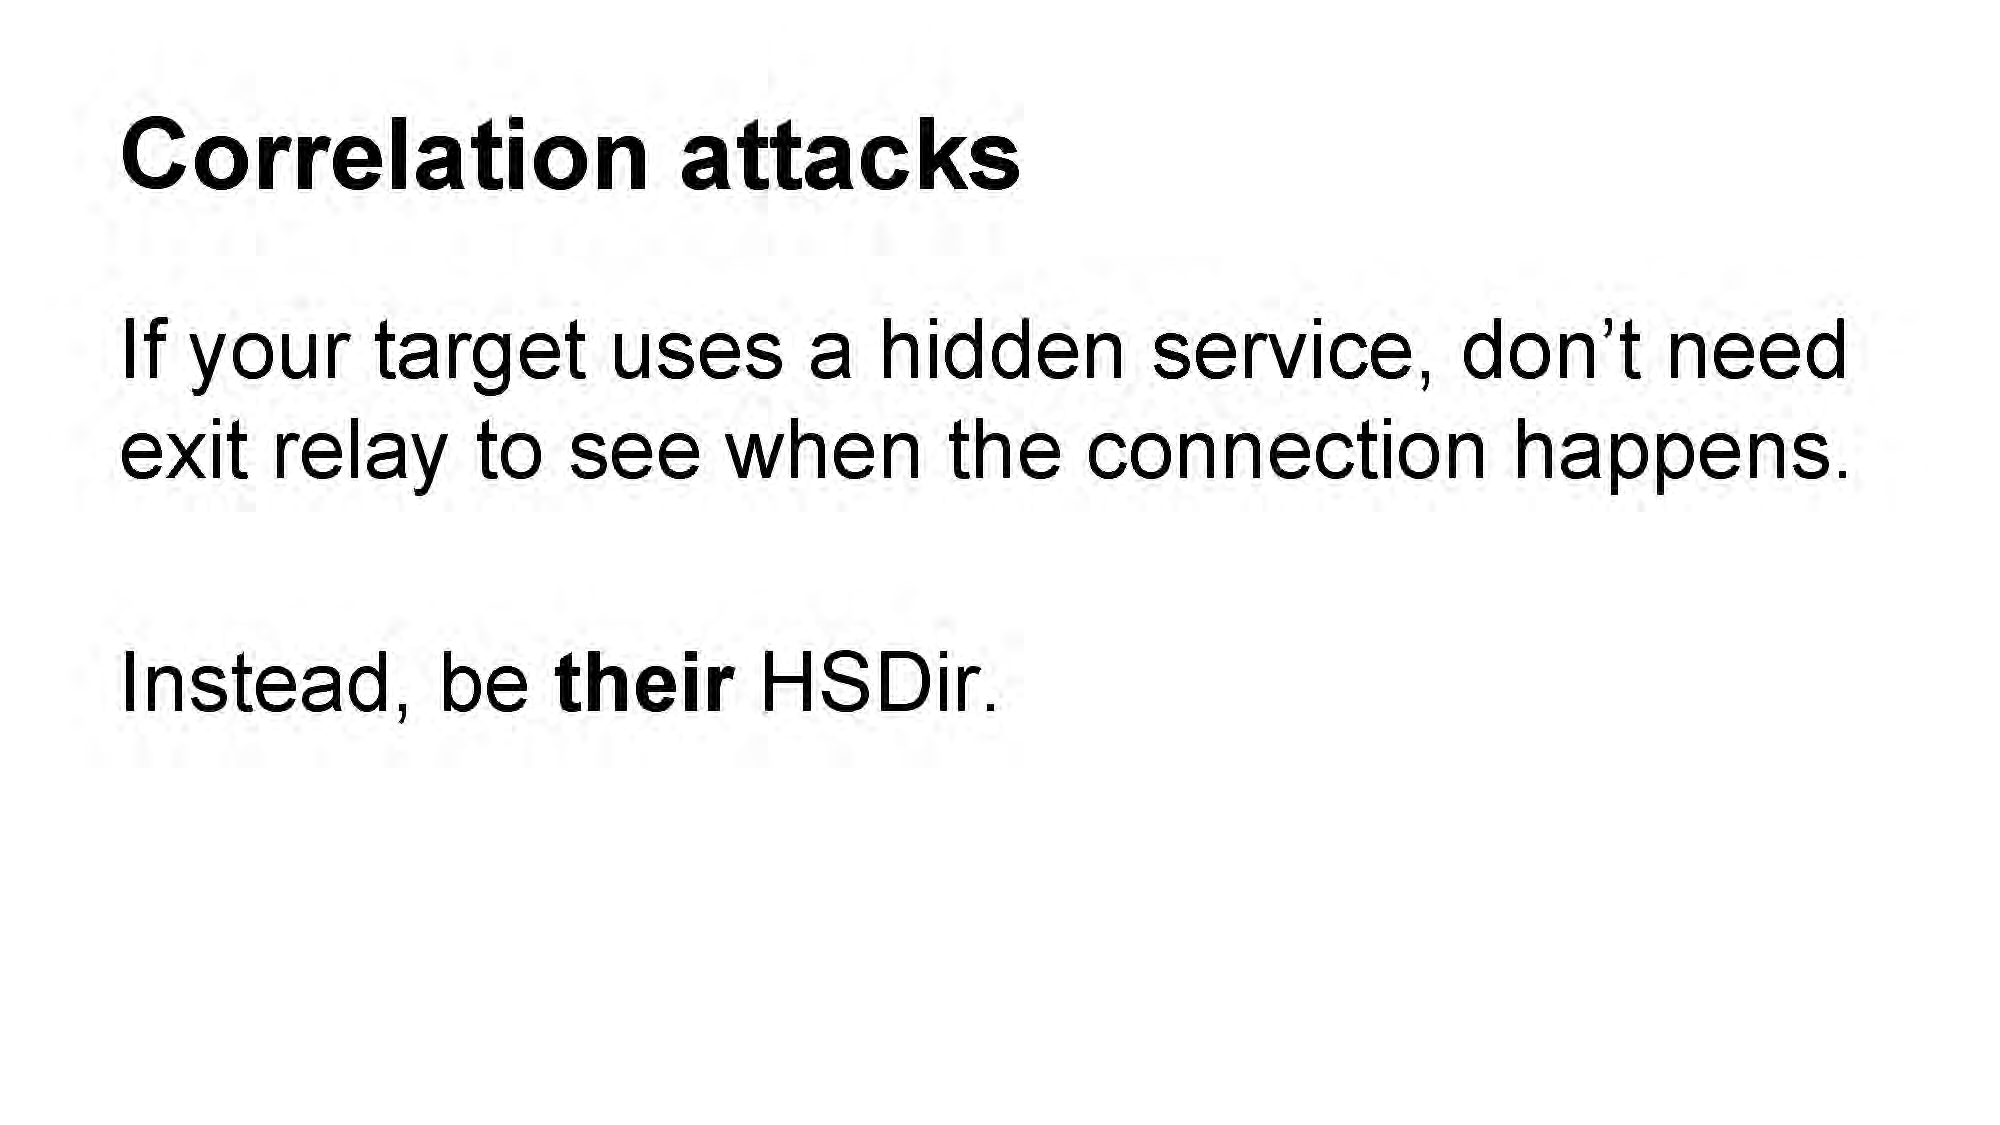 Correlation attacks
If your target uses a hidden service, don’t need
exit relay to see when the connection happens.
Instead, be their HSDir.